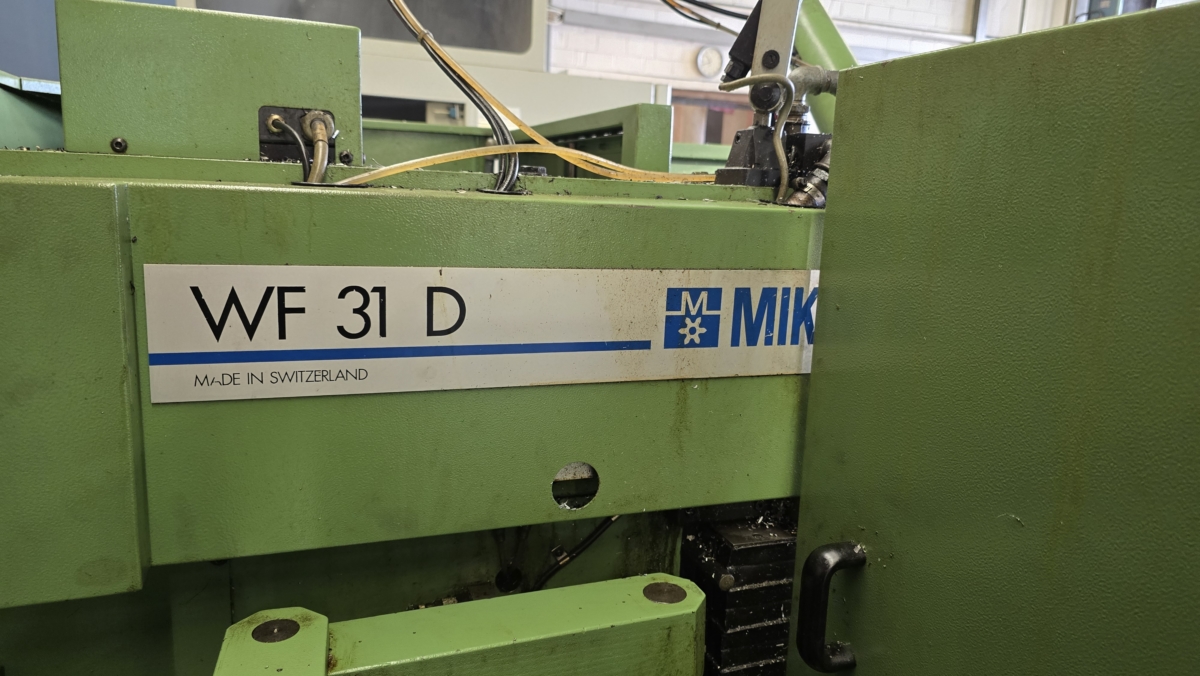 WF 31 D
M MIK
MADE IN SWITZERLAND